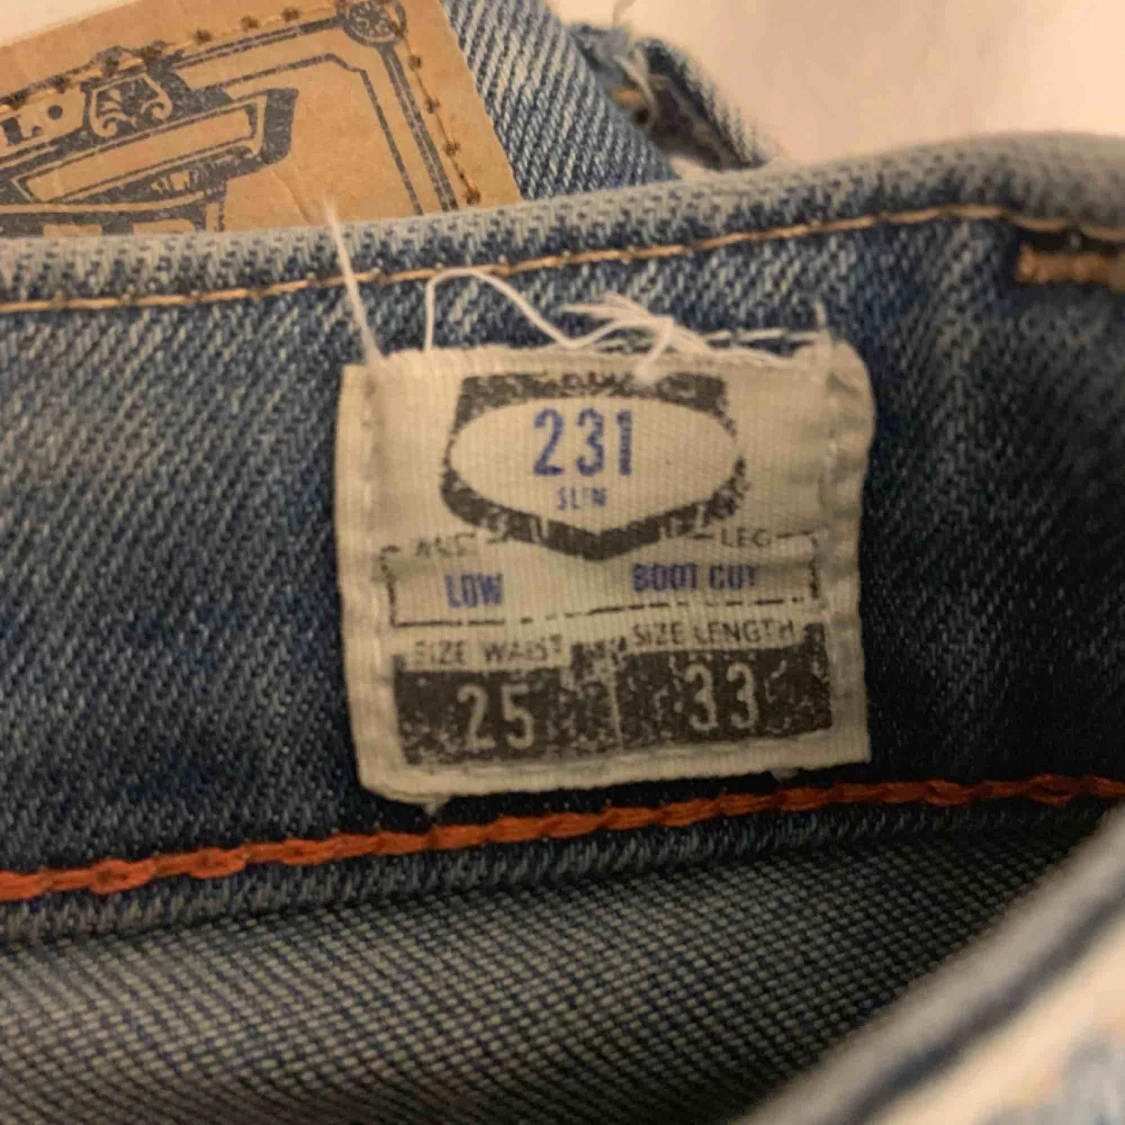 231
SLIM
LEG
LOW BOOT CUT
SIZE WAIST SIZE LENGTH
25 33